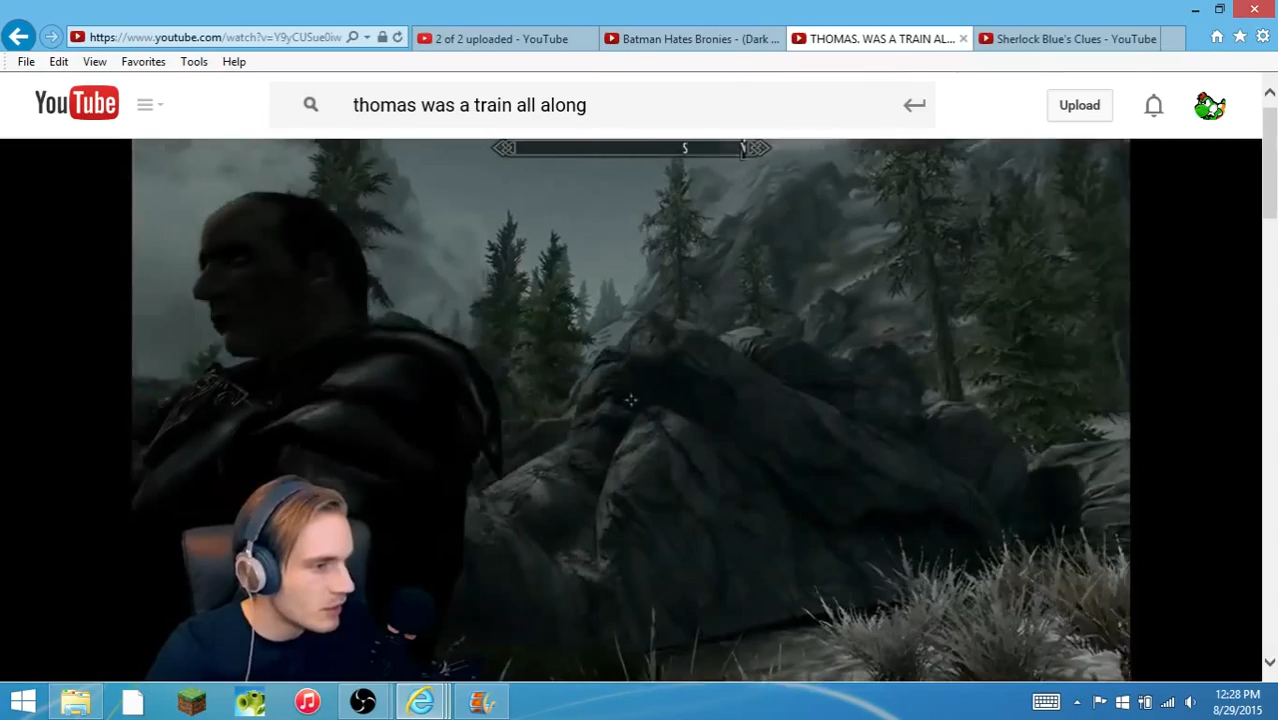 https://www.youtube.com/watch?v=Y9yCUSue0iw
2 of 2 uploaded - YouTube
Batman Hates Bronies - (Dark ...
THOMAS. WAS A TRAIN AL...
Sherlock Blue's Clues - YouTube
File Edit View Favorites Tools Help
YouTube
thomas was a train all along
Upload
S
12:28 PM
8/29/2015